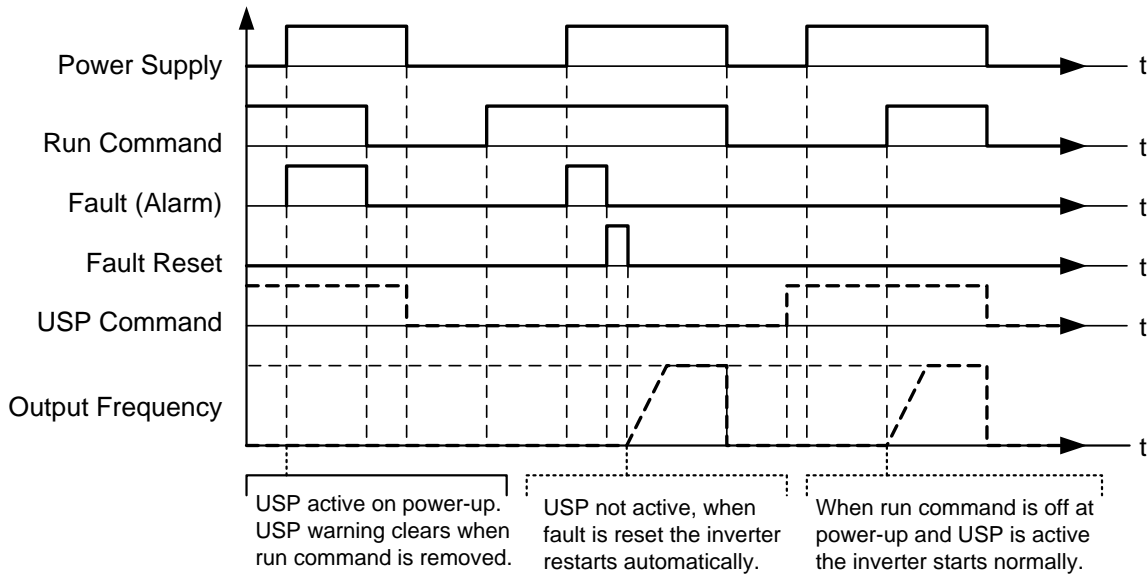 Power Supply
t
Run Command
t
Fault (Alarm)
t
Fault Reset
t
USP Command
t
Output Frequency
t
USP active on power-up.
USP warning clears when
run command is removed.
USP not active, when
fault is reset the inverter
restarts automatically.
When run command is off at
power-up and USP is active
the inverter starts normally.